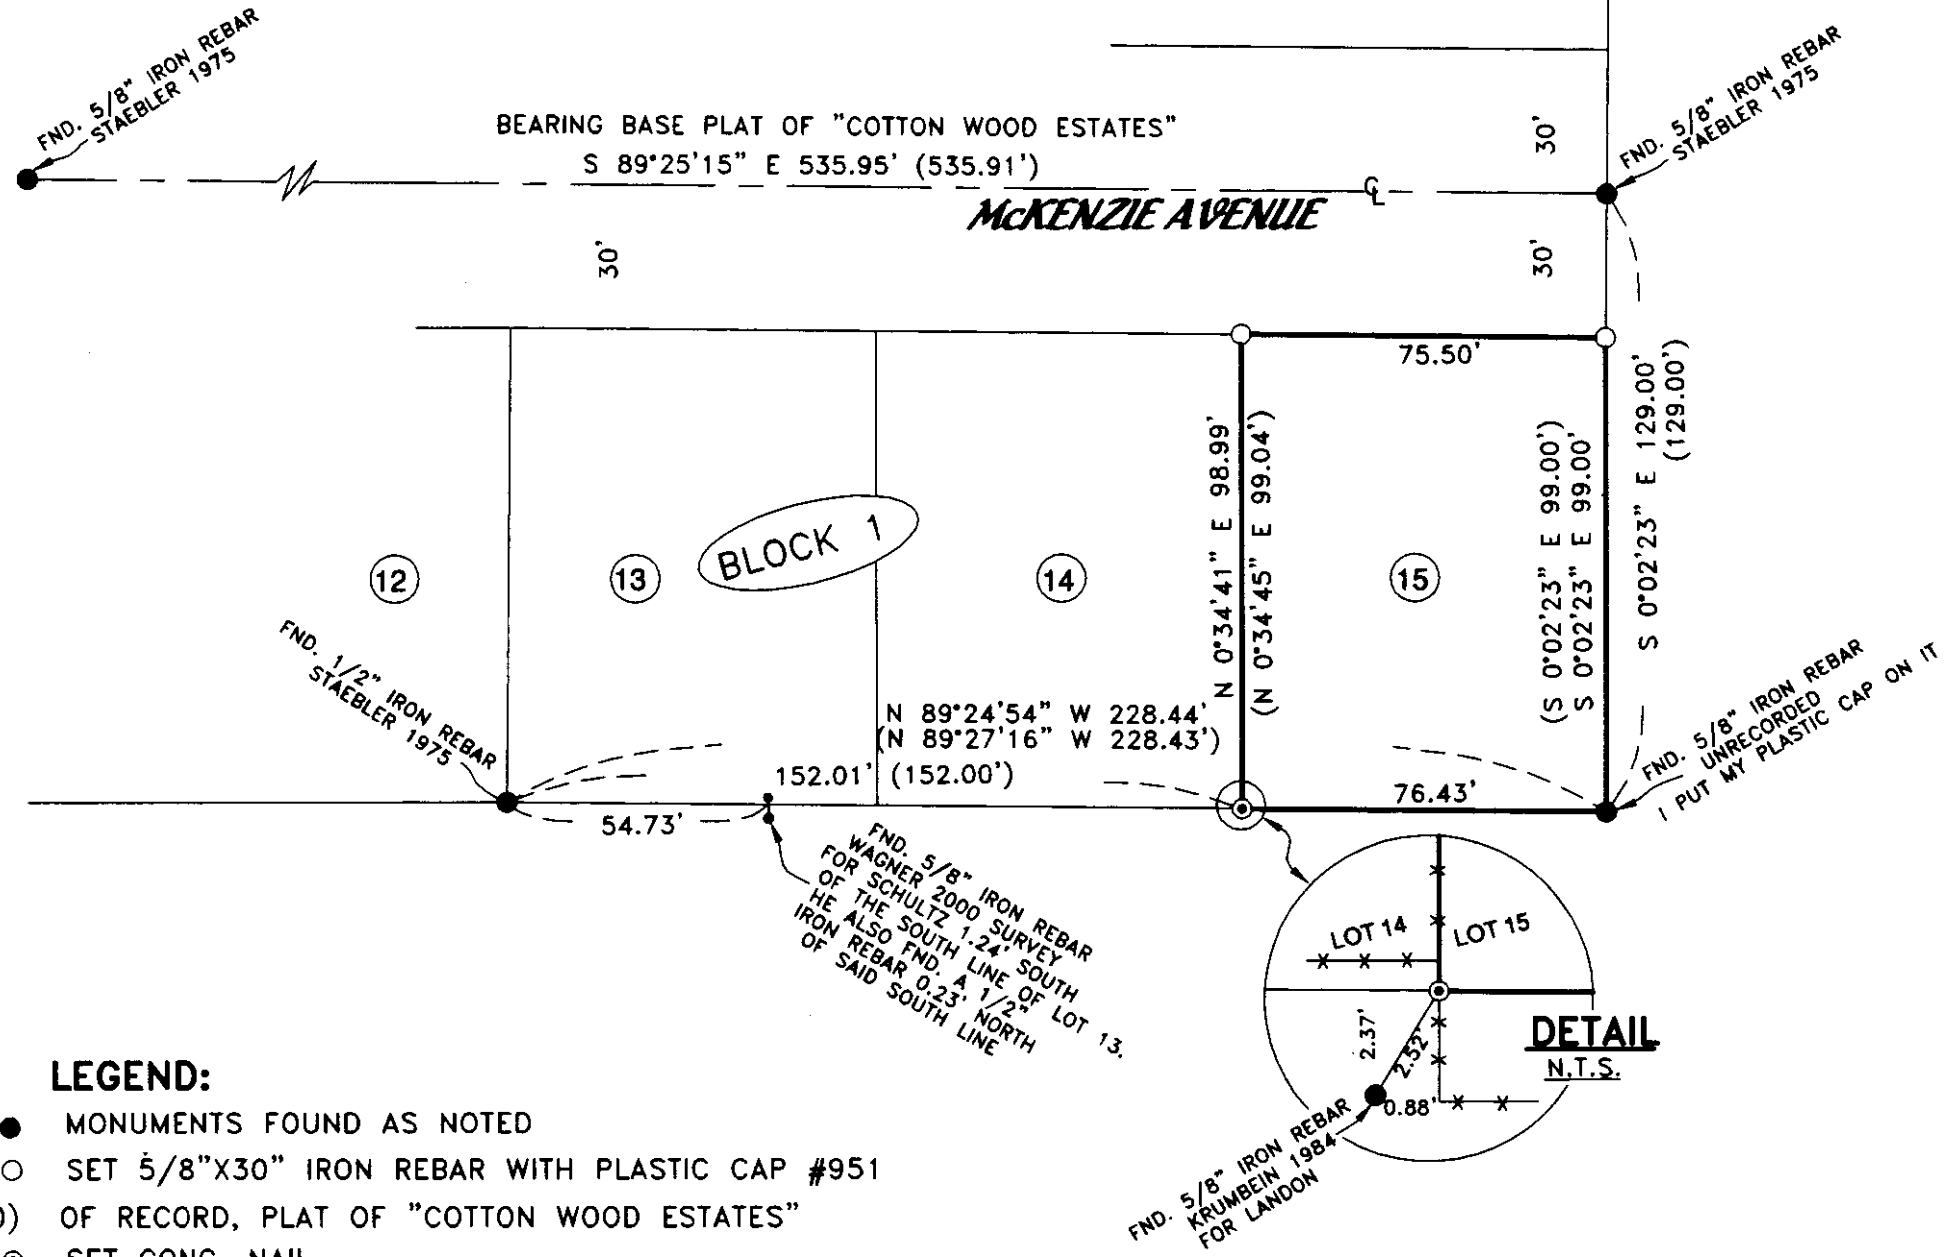 FND. 5/8" IRON REBAR
STAEBLER 1975
BEARING BASE PLAT OF "COTTON WOOD ESTATES"
S 89°25'15" E 535.95' (535.91')
30'
FND. 5/8" IRON REBAR
STAEBLER 1975
McKENZIE AVENUE
30'
30'
75.50'
N 0°34'41" E 98.99'
(N 0°34'45" E 99.04')
(S 0°02'23" E 99.00')
S 0°02'23" E 99.00'
S 0°02'23" E 129.00'
(129.00')
BLOCK 1
12
13
14
15
FND. 1/2" IRON REBAR
STAEBLER 1975
N 89°24'54" W 228.44'
(N 89°27'16" W 228.43')
152.01' (152.00')
76.43'
54.73'
FND. 5/8" IRON REBAR
UNRECORDED
I PUT MY PLASTIC CAP ON IT
FND. 5/8" IRON REBAR
WAGNER 2000 SURVEY
FOR SCHULTZ 1.24' SOUTH
OF THE SOUTH LINE OF LOT 13.
HE ALSO FND. A 1/2"
IRON REBAR 0.23' NORTH
OF SAID SOUTH LINE
LOT 14
LOT 15
2.37'
2.52'
0.88'
DETAIL
N.T.S.
FND. 5/8" IRON REBAR
KRUMBEIN 1984
FOR LANDON
LEGEND:
MONUMENTS FOUND AS NOTED
SET 5/8"X30" IRON REBAR WITH PLASTIC CAP #951
) OF RECORD, PLAT OF "COTTON WOOD ESTATES"
SET CONC. NAIL